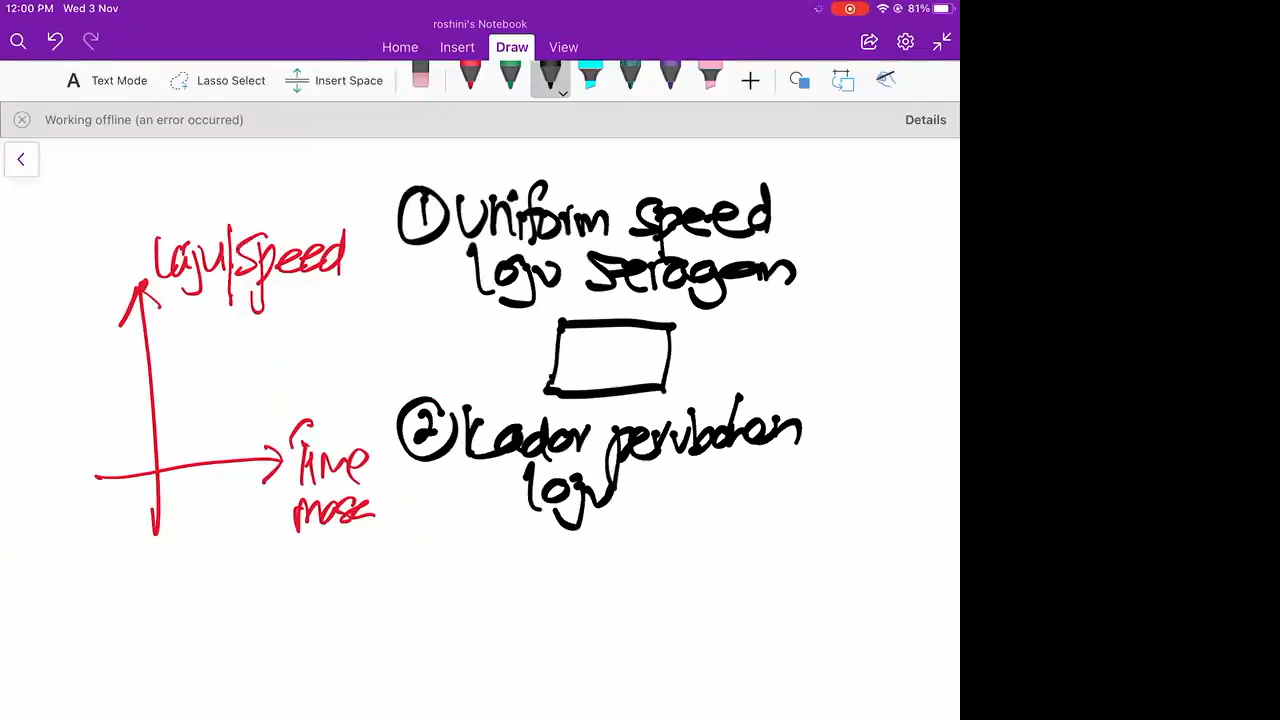 12:00 PM Wed 3 Nov
81%
roshini's Notebook
Home Insert Draw View
A Text Mode Lasso Select Insert Space
Working offline (an error occurred) Details
① Uniform speed
laju seragam
laju/speed
② kadar perubahan
laju
Time
masa